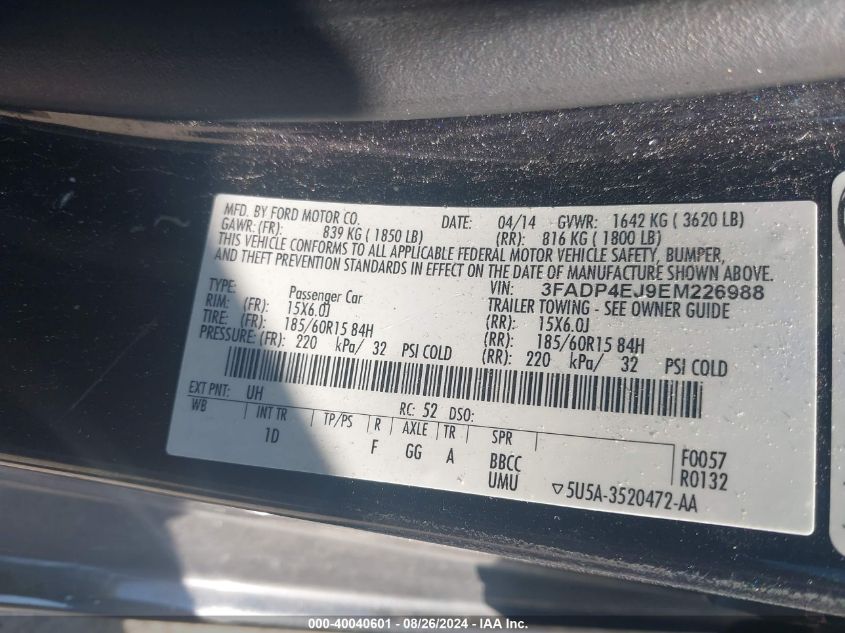 MFD. BY FORD MOTOR CO. DATE: 04/14 GVWR: 1642 KG ( 3620 LB)
GAWR: (FR): 839 KG ( 1850 LB) (RR): 816 KG ( 1800 LB)
THIS VEHICLE CONFORMS TO ALL APPLICABLE FEDERAL MOTOR VEHICLE SAFETY, BUMPER,
AND THEFT PREVENTION STANDARDS IN EFFECT ON THE DATE OF MANUFACTURE SHOWN ABOVE.
VIN: 3FADP4EJ9EM226988
TYPE: Passenger Car TRAILER TOWING - SEE OWNER GUIDE
RIM: (FR): 15X6.0J (RR): 15X6.0J
TIRE: (FR): 185/60R15 84H (RR): 185/60R15 84H
PRESSURE: (FR): 220 kPa/ 32 PSI COLD (RR): 220 kPa/ 32 PSI COLD
EXT PNT: UH RC: 52 DSO:
WB INT TR TP/PS R AXLE TR SPR
1D F GG A BBCC F0057
UMU R0132
▽5U5A-3520472-AA
000-40040601 - 08/26/2024 - IAA Inc.